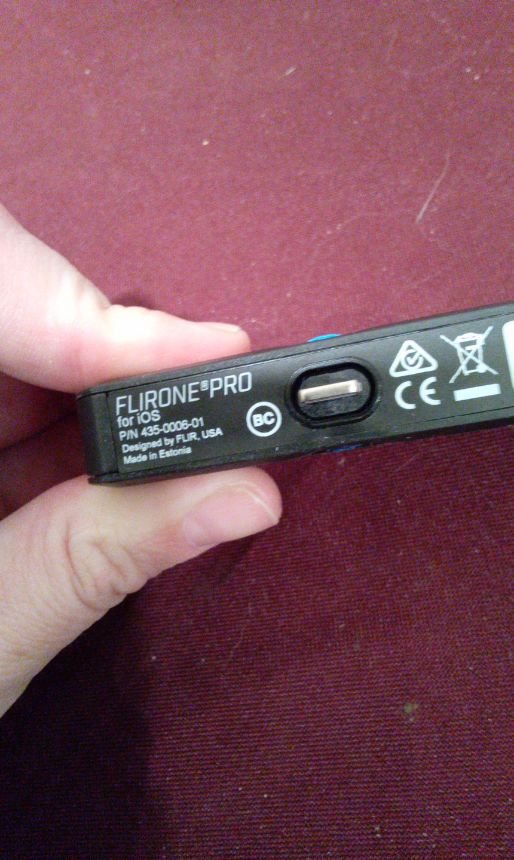 FLIRONE® PRO
for iOS
P/N 435-0006-01
Designed by FLIR, USA
Made in Estonia
BC
CE